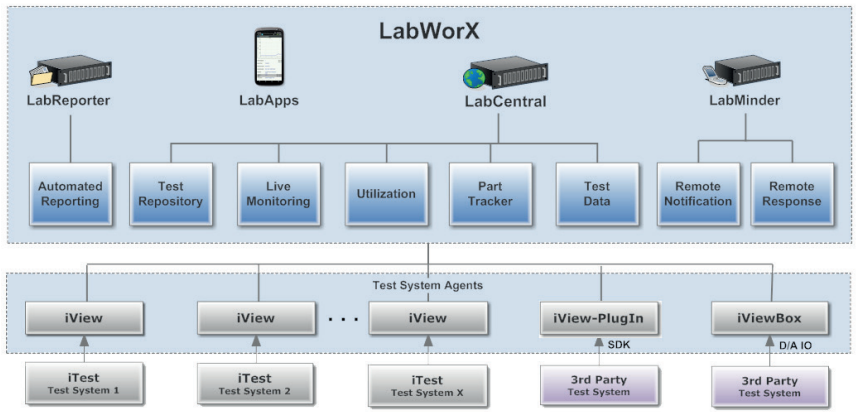 LabWorX
LabReporter
LabApps
LabCentral
LabMinder
Automated
Reporting
Test
Repository
Live
Monitoring
Utilization
Part
Tracker
Test
Data
Remote
Notification
Remote
Response
Test System Agents
iView
iView
. . .
iView
iView-PlugIn
iViewBox
SDK
D/A IO
iTest
Test System 1
iTest
Test System 2
iTest
Test System X
3rd Party
Test System
3rd Party
Test System